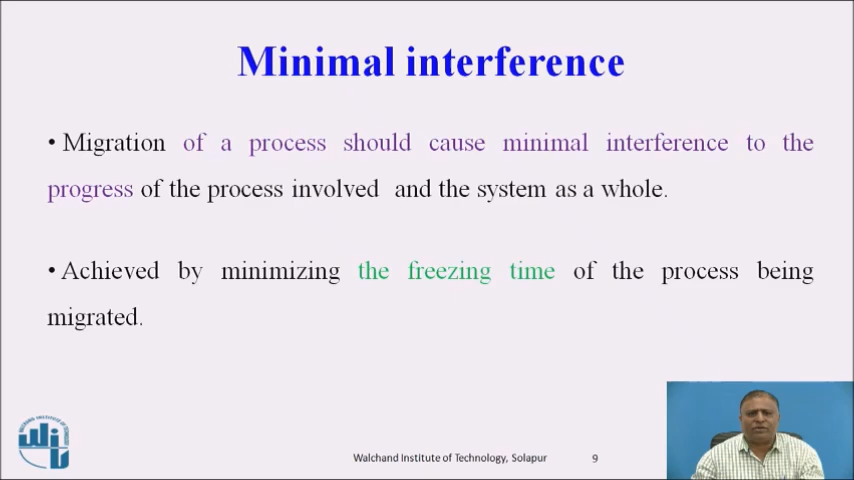 Minimal interference
• Migration of a process should cause minimal interference to the
progress of the process involved and the system as a whole.
• Achieved by minimizing the freezing time of the process being
migrated.
Walchand Institute of Technology, Solapur
9